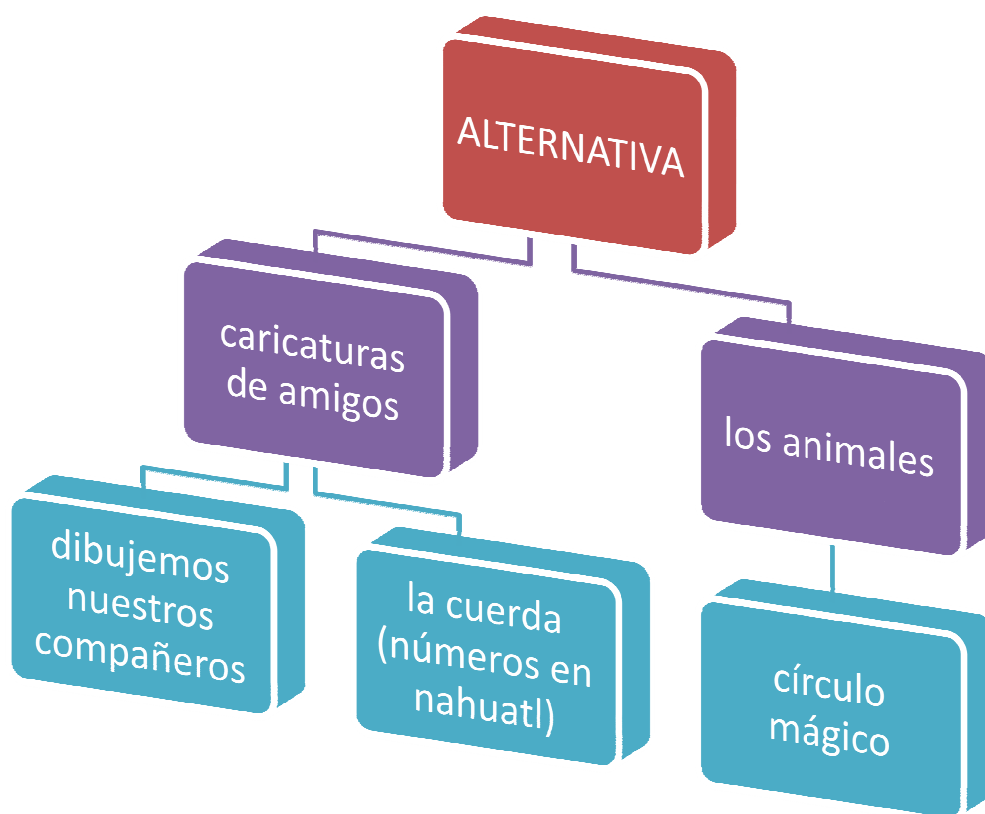 ALTERNATIVA
caricaturas
de amigos
los animales
dibujemos
nuestros
compañeros
la cuerda
(números en
nahuatl)
círculo
mágico